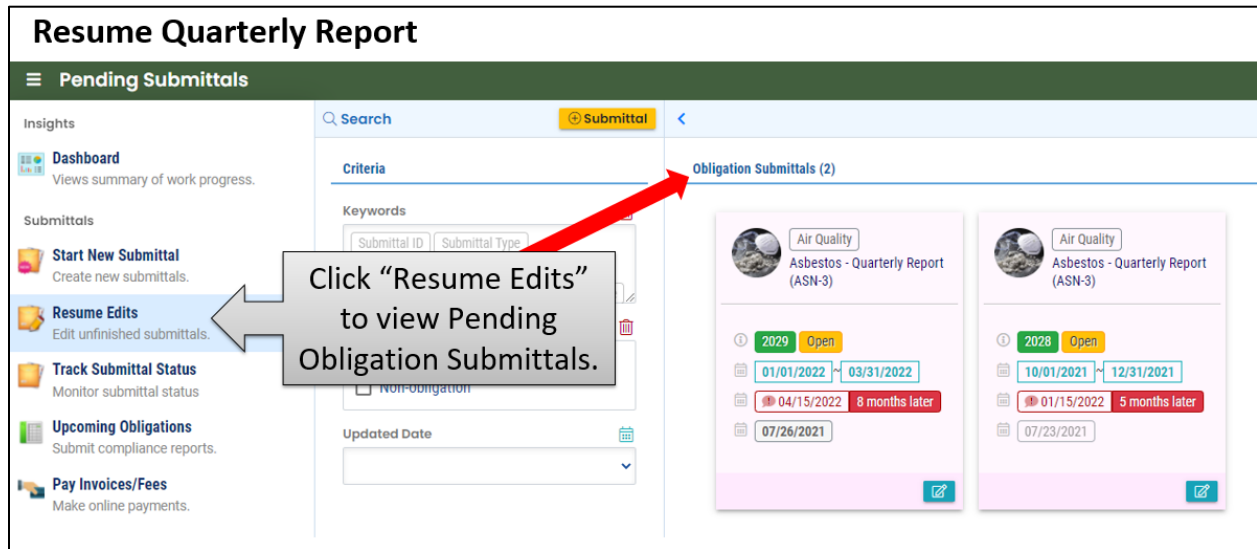 Resume Quarterly Report
Pending Submittals
Insights
Dashboard
Views summary of work progress.
Submittals
Start New Submittal
Create new submittals.
Resume Edits
Edit unfinished submittals.
Track Submittal Status
Monitor submittal status
Upcoming Obligations
Submit compliance reports.
Pay Invoices/Fees
Make online payments.
Search
Submittal
Criteria
Keywords
Submittal ID Submittal Type
Click “Resume Edits”
to view Pending
Obligation Submittals.
Non-obligation
Updated Date
Obligation Submittals (2)
Air Quality
Asbestos - Quarterly Report
(ASN-3)
2029 Open
01/01/2022 ~ 03/31/2022
04/15/2022 8 months later
07/26/2021
Air Quality
Asbestos - Quarterly Report
(ASN-3)
2028 Open
10/01/2021 ~ 12/31/2021
01/15/2022 5 months later
07/23/2021